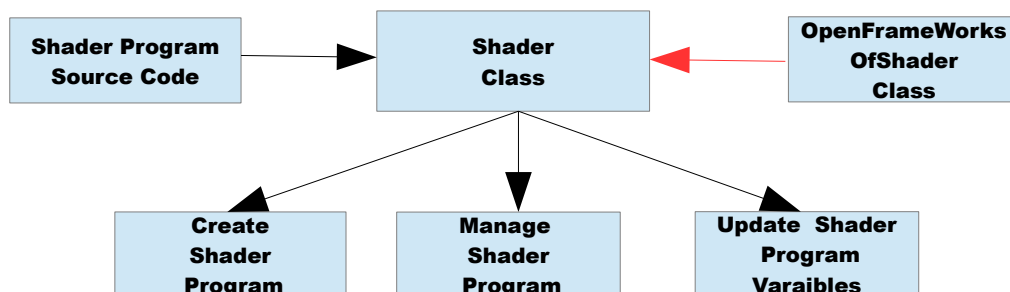 Shader Program
Source Code
Shader
Class
OpenFrameWorks
OfShader
Class
Create
Shader
Program
Manage
Shader
Program
Update Shader
Program
Varaibles